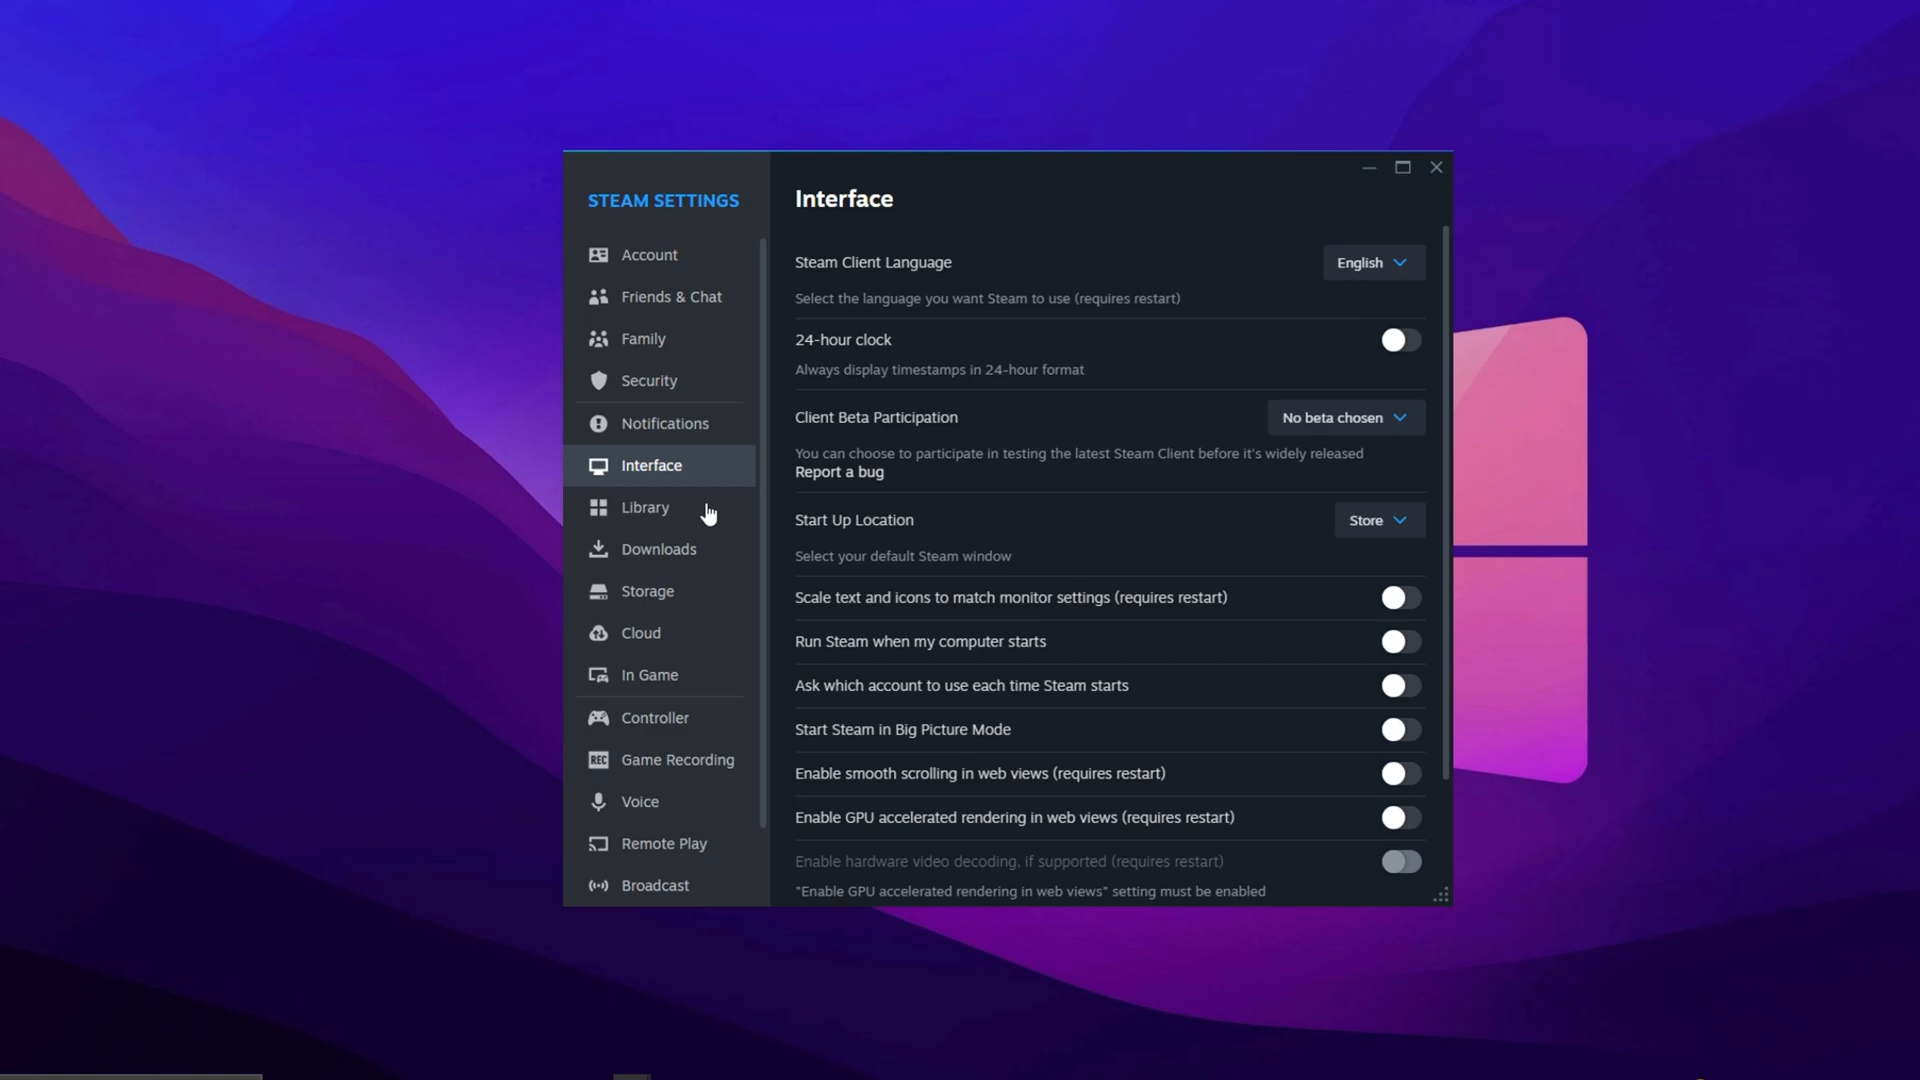 STEAM SETTINGS
Account
Friends & Chat
Family
Security
Notifications
Interface
Library
Downloads
Storage
Cloud
In Game
Controller
REC Game Recording
Voice
Remote Play
Broadcast
Interface
Steam Client Language English
Select the language you want Steam to use (requires restart)
24-hour clock
Always display timestamps in 24-hour format
Client Beta Participation No beta chosen
You can choose to participate in testing the latest Steam Client before it's widely released
Report a bug
Start Up Location Store
Select your default Steam window
Scale text and icons to match monitor settings (requires restart)
Run Steam when my computer starts
Ask which account to use each time Steam starts
Start Steam in Big Picture Mode
Enable smooth scrolling in web views (requires restart)
Enable GPU accelerated rendering in web views (requires restart)
Enable hardware video decoding, if supported (requires restart)
"Enable GPU accelerated rendering in web views" setting must be enabled